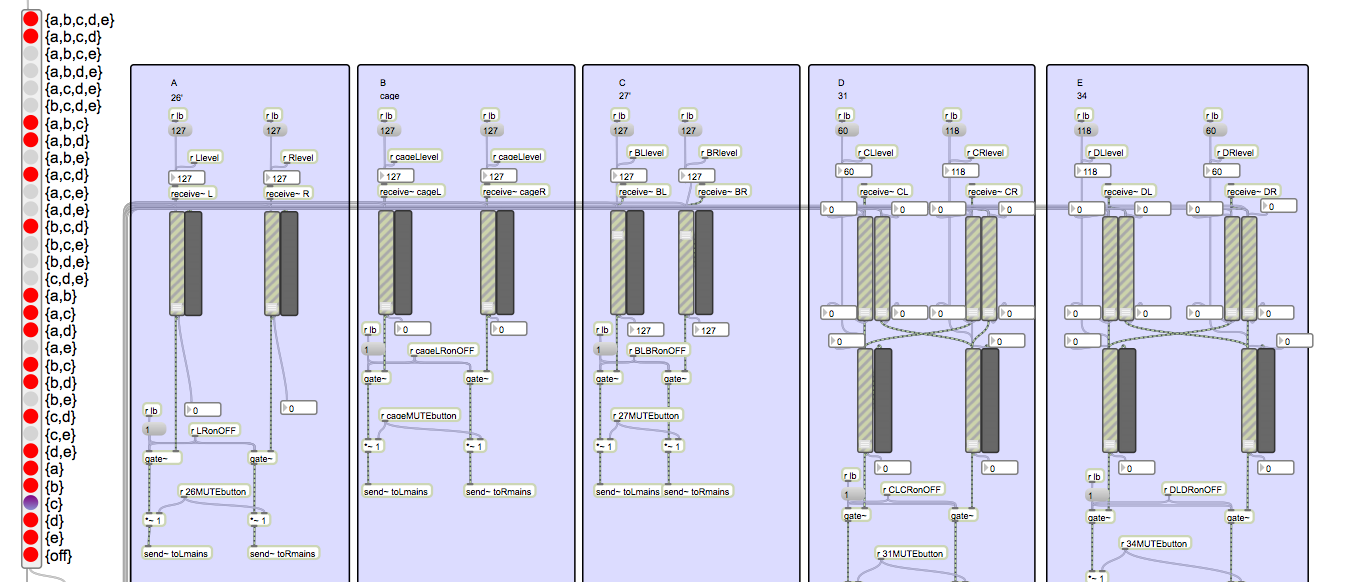 {a,b,c,d,e}
{a,b,c,d}
{a,b,c,e}
{a,b,d,e}
{a,c,d,e}
{b,c,d,e}
{a,b,c}
{a,b,d}
{a,b,e}
{a,c,d}
{a,c,e}
{a,d,e}
{b,c,d}
{b,c,e}
{b,d,e}
{c,d,e}
{a,b}
{a,c}
{a,d}
{a,e}
{b,c}
{b,d}
{b,e}
{c,d}
{c,e}
{d,e}
{a}
{b}
{c}
{d}
{e}
{off}
A
26'
r lb
r lb
127
127
r Llevel
r Rlevel
127
127
receive~ L
receive~ R
0
0
r lb
1
r LRonOFF
gate~
gate~
r 26MUTEbutton
*~ 1
*~ 1
send~ toLmains
send~ toRmains
B
cage
r lb
r lb
127
127
r cageLlevel
r cageLlevel
127
127
receive~ cageL
receive~ cageR
r lb
0
0
1
r cageLRonOFF
gate~
gate~
r cageMUTEbutton
*~ 1
*~ 1
send~ toLmains
send~ toRmains
C
27'
r lb
r lb
127
127
r BLlevel
r BRlevel
127
127
receive~ BL
receive~ BR
r lb
127
127
1
r BLBRonOFF
gate~
gate~
r 27MUTEbutton
*~ 1
*~ 1
send~ toLmains
send~ toRmains
D
31
r lb
r lb
60
118
r CLlevel
r CRlevel
60
118
receive~ CL
receive~ CR
0
0
0
0
0
0
0
0
0
0
0
0
r lb
1
r CLCRonOFF
gate~
gate~
r 31MUTEbutton
E
34
r lb
r lb
118
60
r DLlevel
r DRlevel
118
60
receive~ DL
receive~ DR
0
0
0
0
0
0
0
0
0
0
0
0
r lb
1
r DLDRonOFF
gate~
gate~
r 34MUTEbutton
*~ 1